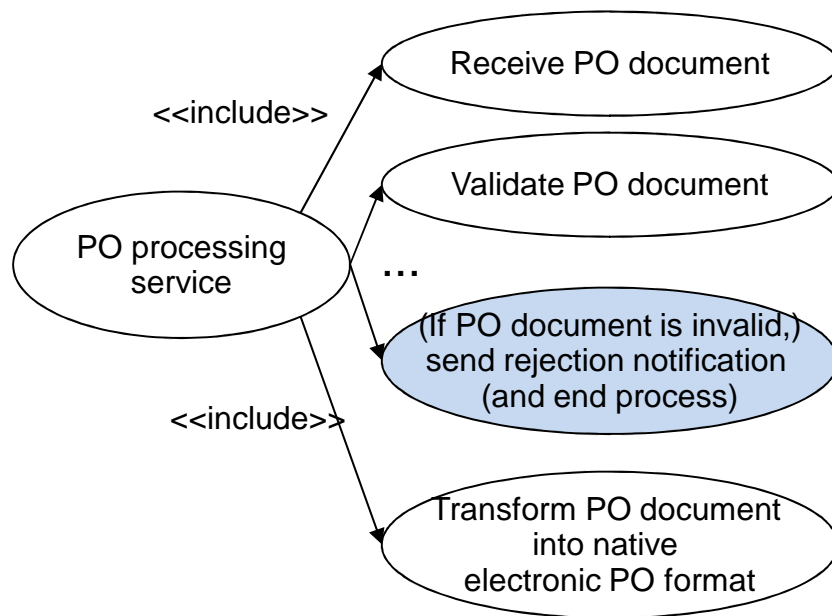 Receive PO document
<<include>>
Validate PO document
PO processing
service
...
(If PO document is invalid,)
send rejection notification
(and end process)
<<include>>
Transform PO document
into native
electronic PO format